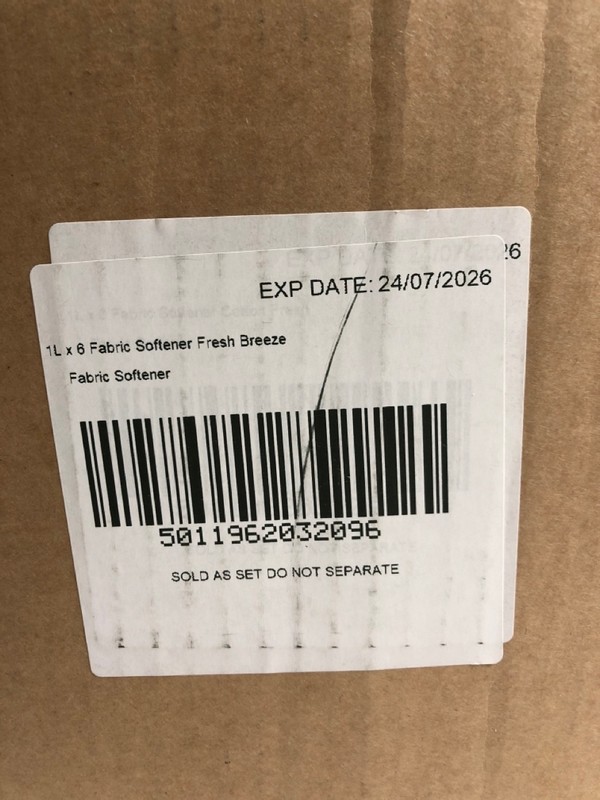 26
EXP DATE: 24/07/2026
1L x 6 Fabric Softener Fresh Breeze
Fabric Softener
5011962032096
SOLD AS SET DO NOT SEPARATE